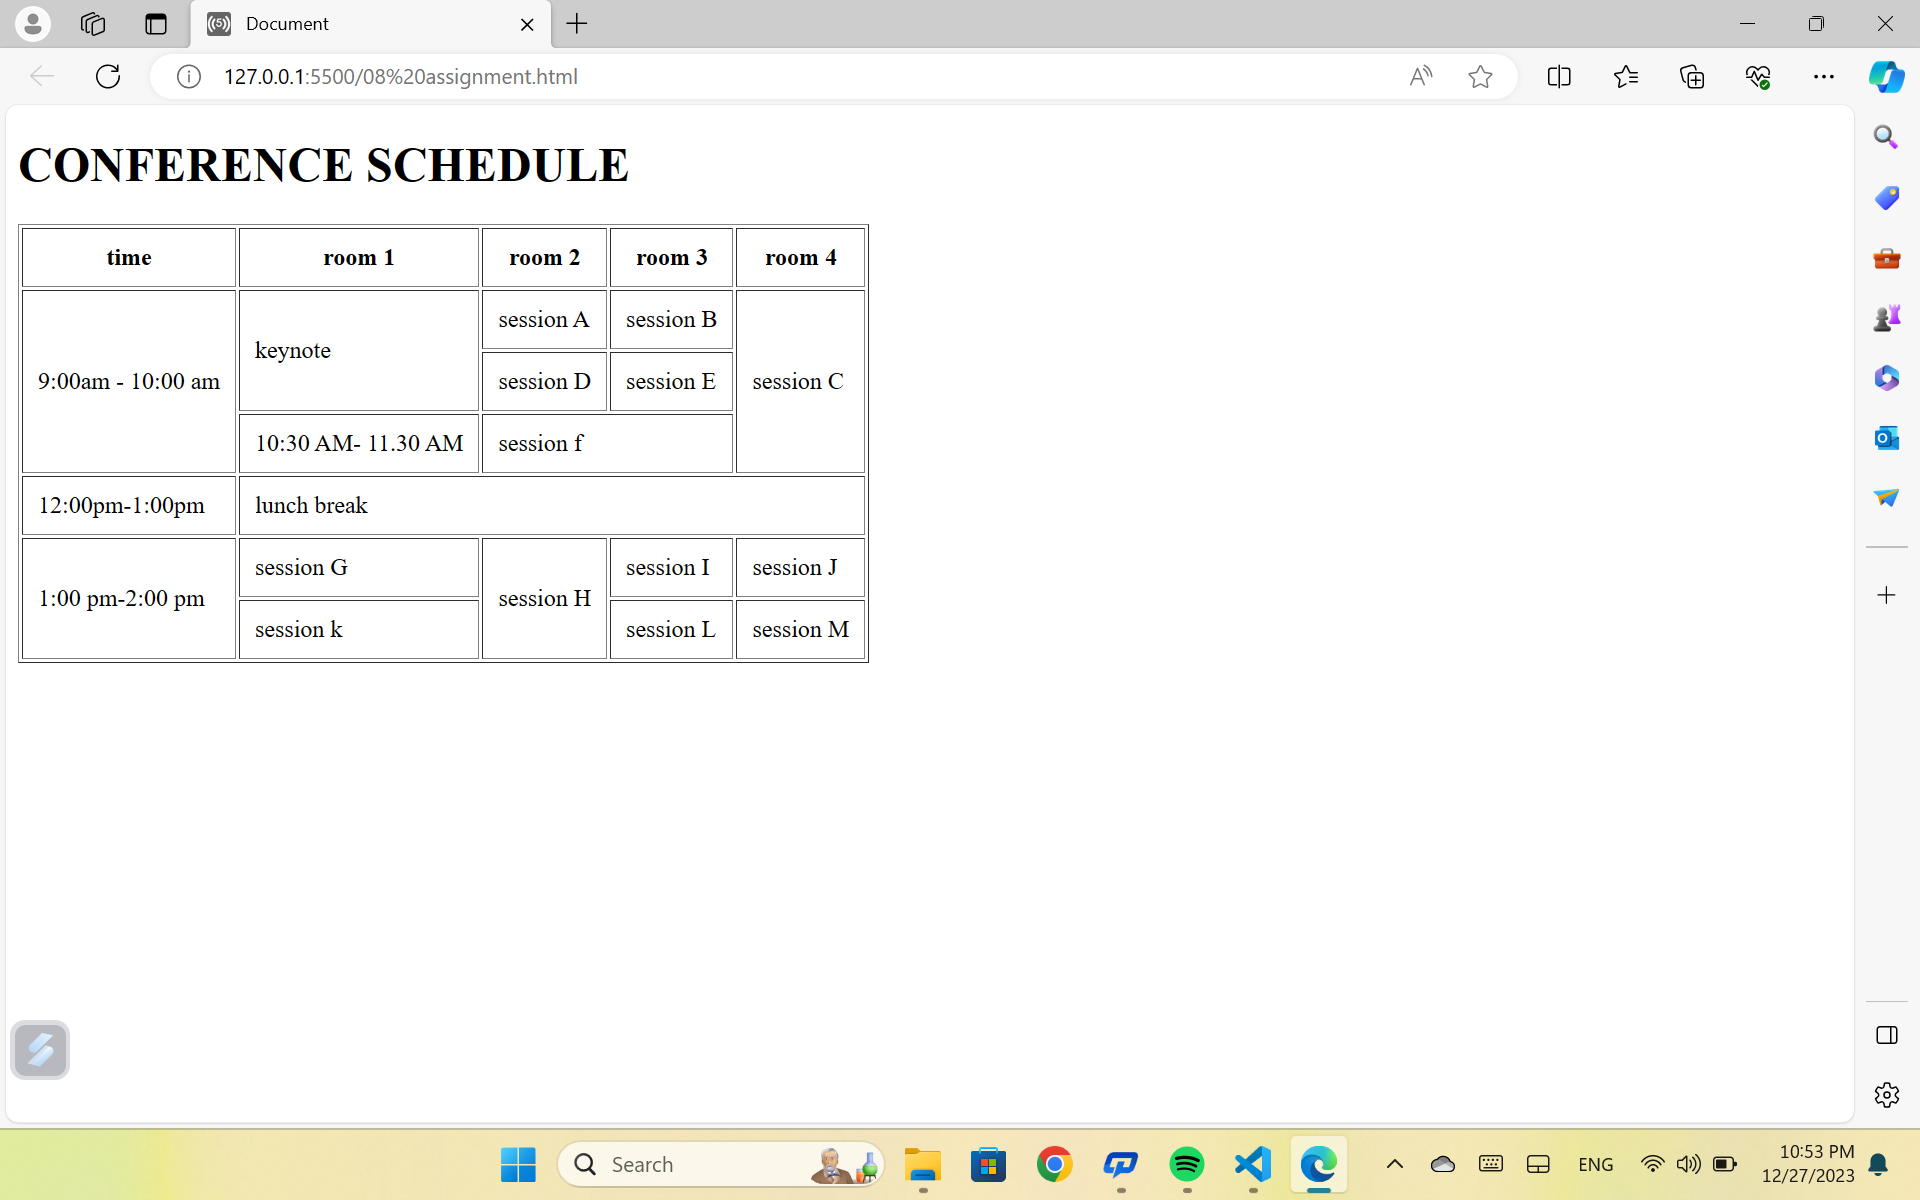 Document
127.0.0.1:5500/08%20assignment.html
CONFERENCE SCHEDULE
time room 1 room 2 room 3 room 4
9:00am - 10:00 am keynote session A session B session C
session D session E
10:30 AM- 11.30 AM session f
12:00pm-1:00pm lunch break
1:00 pm-2:00 pm session G session H session I session J
session k session L session M
Search
ENG
10:53 PM
12/27/2023